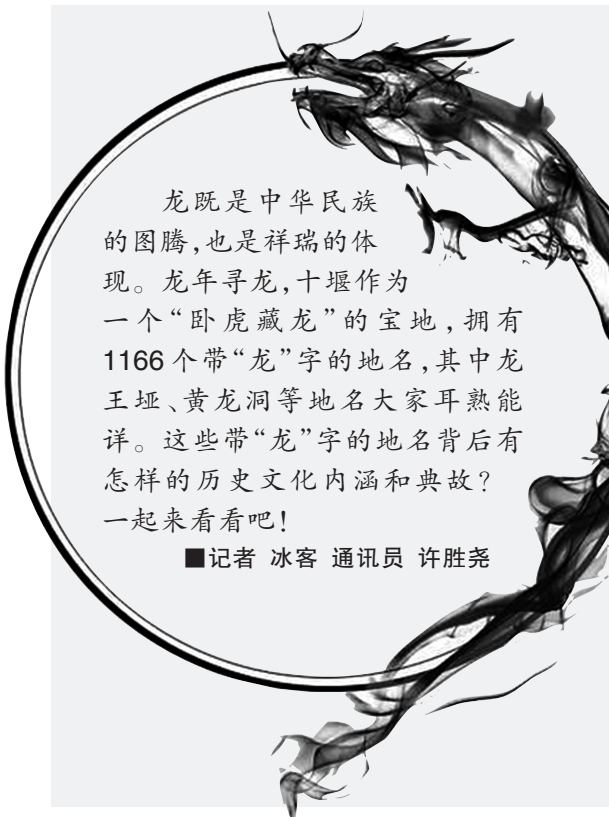 龙既是中华民族
的图腾,也是祥瑞的体
现。龙年寻龙,十堰作为
一个“卧虎藏龙”的宝地,拥有
1166个带“龙”字的地名,其中龙
王垭、黄龙洞等地名大家耳熟能
详。这些带“龙”字的地名背后有
怎样的历史文化内涵和典故?
一起来看看吧!
■记者 冰客 通讯员 许胜尧